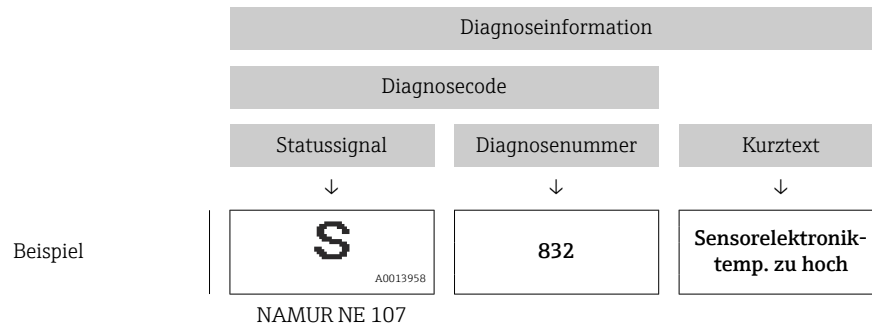 Diagnoseinformation
Diagnosecode
Statussignal Diagnosenummer Kurztext
↓ ↓ ↓
Beispiel S 832 Sensorelektronik-
temp. zu hoch
A0013958
NAMUR NE 107